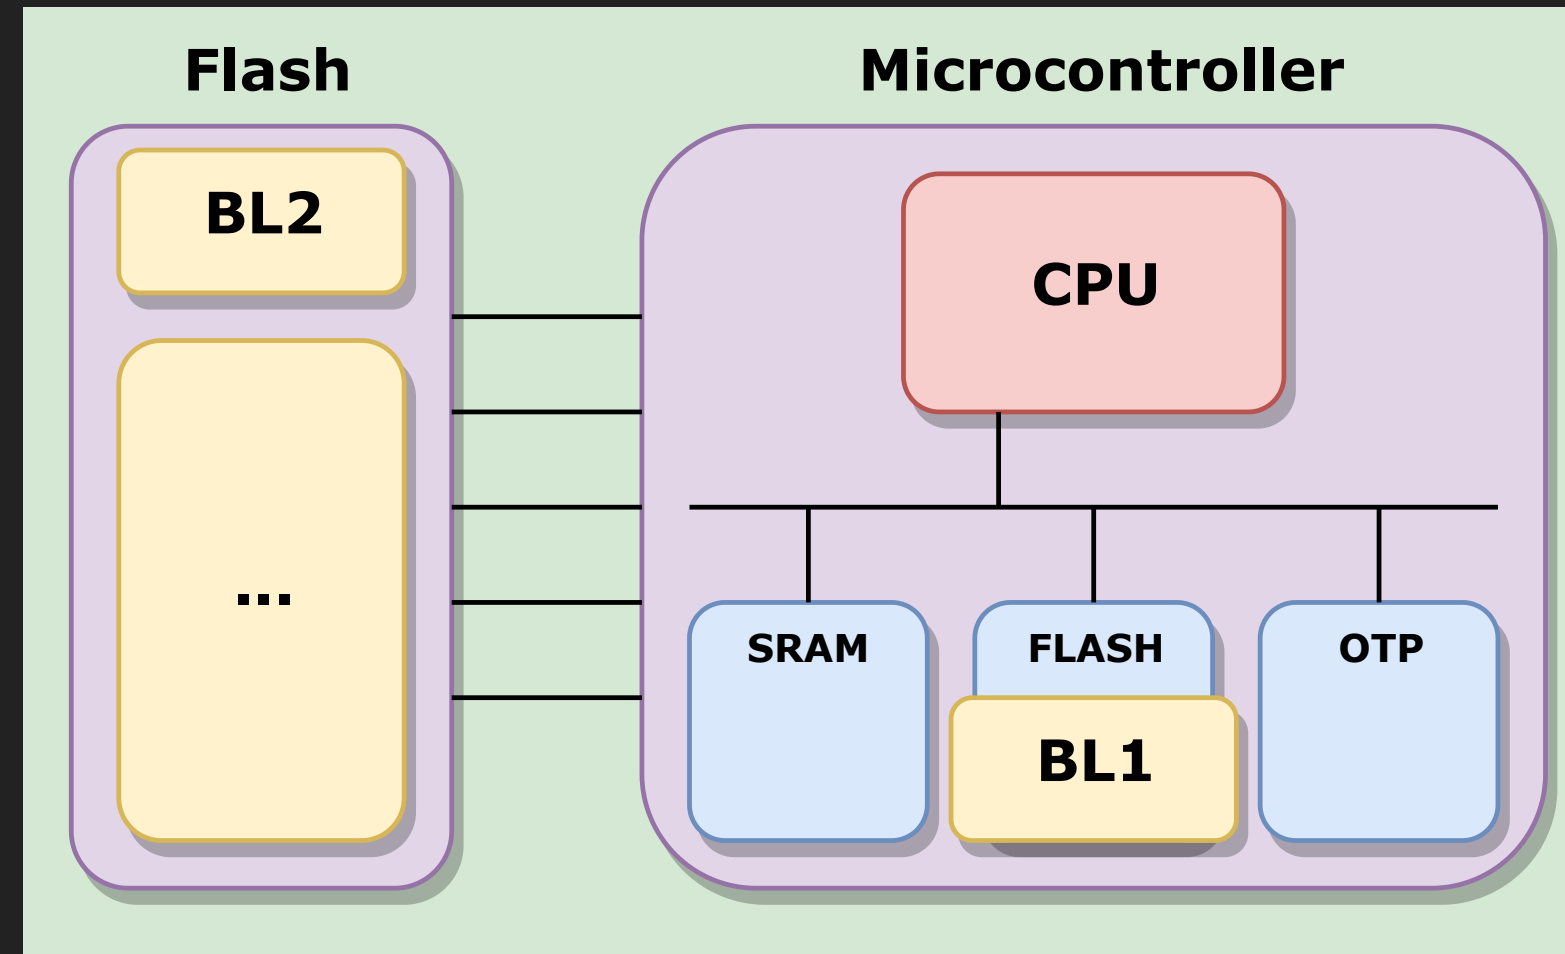 Flash
BL2
...
Microcontroller
CPU
SRAM
FLASH
OTP
BL1